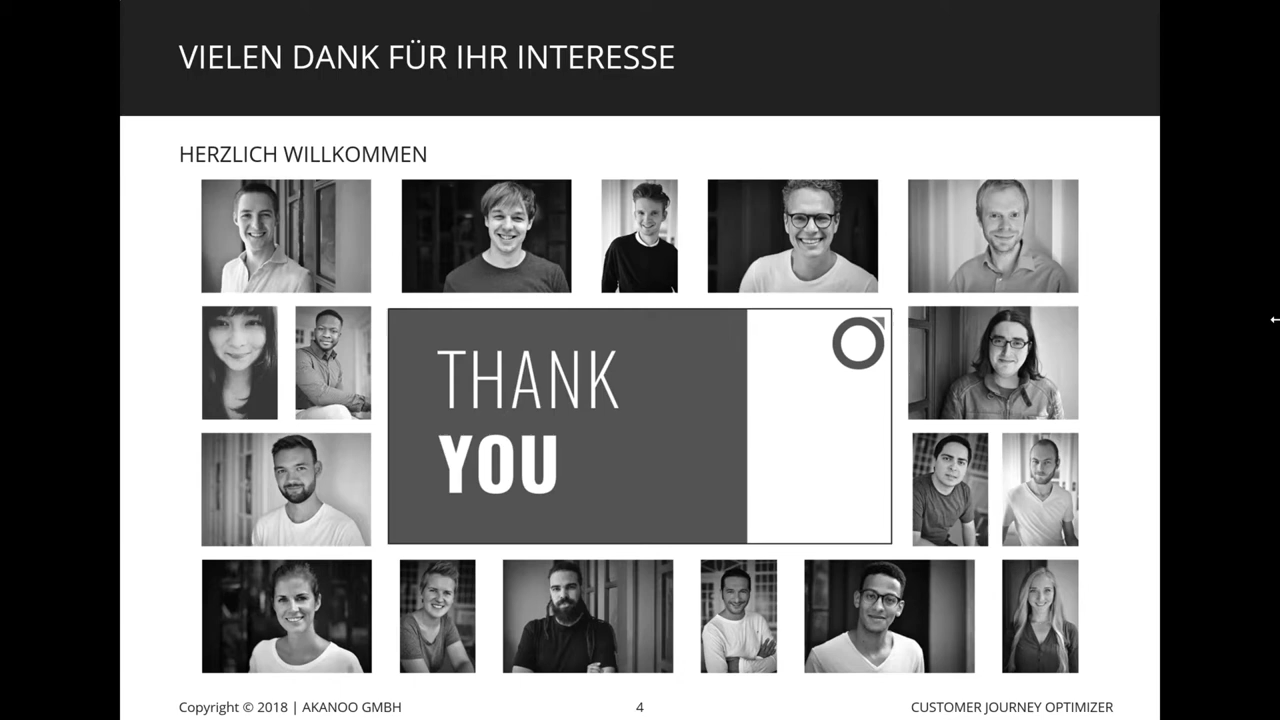 VIELEN DANK FÜR IHR INTERESSE
HERZLICH WILLKOMMEN
THANK
YOU
Copyright © 2018 | AKANOO GMBH
4
CUSTOMER JOURNEY OPTIMIZER